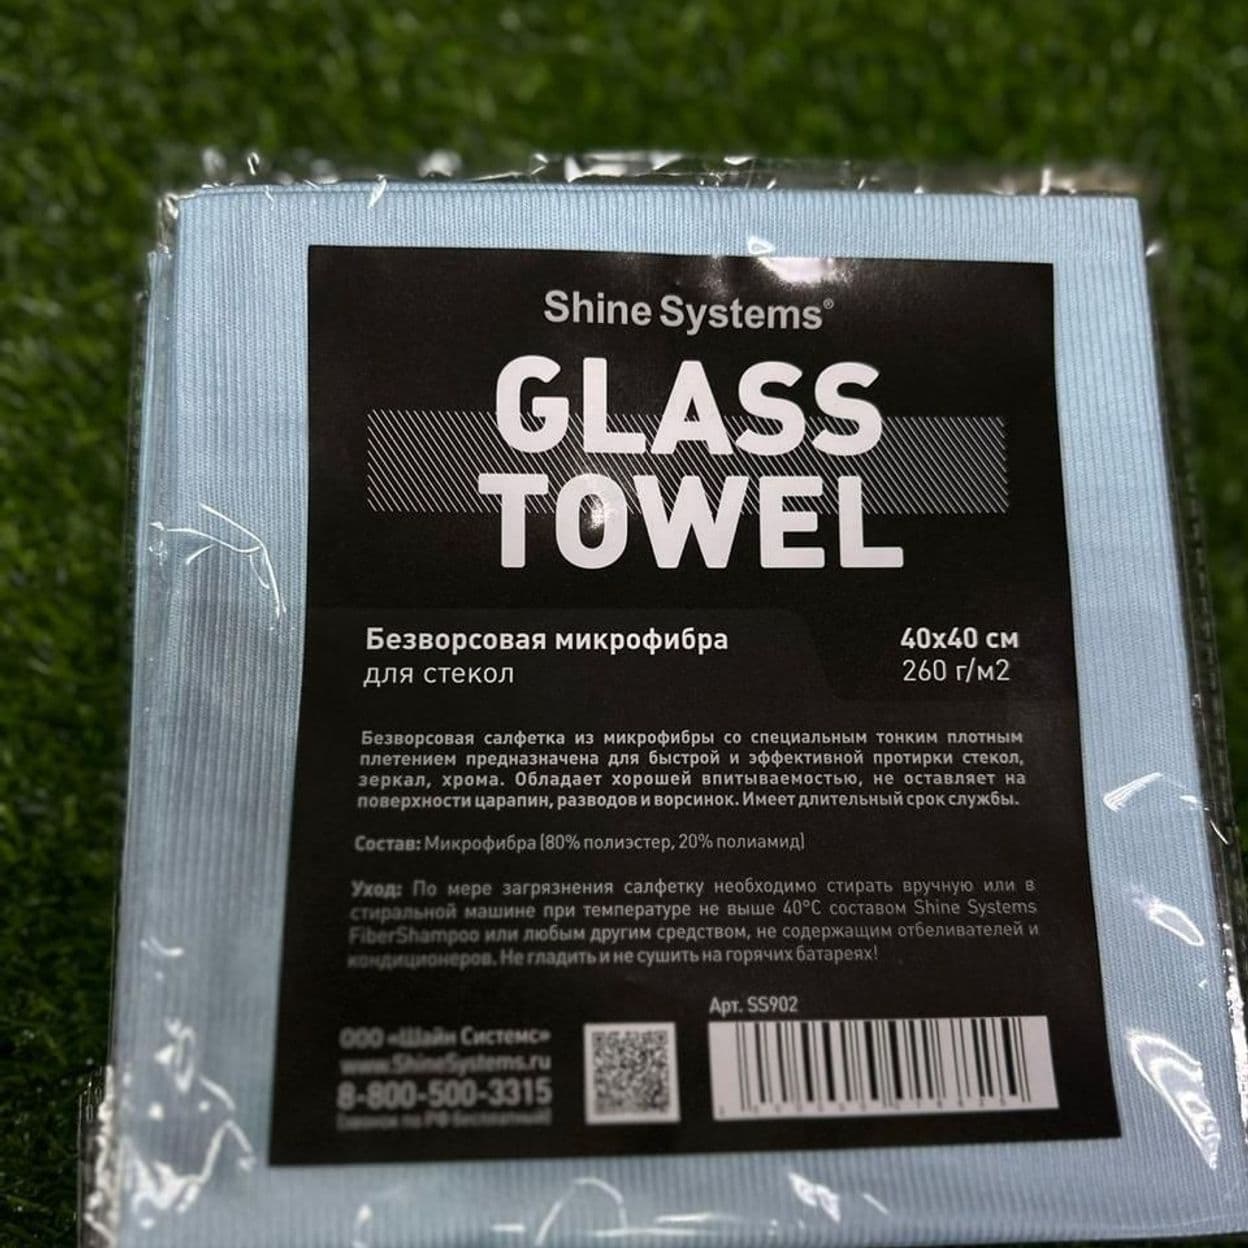 Shine Systems®
GLASS
TOWEL
Безворсовая микрофибра
для стекол
40x40 см
260 г/м2
Безворсовая салфетка из микрофибры со специальным тонким плотным
плетением предназначена для быстрой и эффективной протирки стекол,
зеркал, хрома. Обладает хорошей впитываемостью, не оставляет на
поверхности царапин, разводов и ворсинок. Имеет длительный срок службы.
Состав: Микрофибра (80% полиэстер, 20% полиамид)
Уход: По мере загрязнения салфетку необходимо стирать вручную или в
стиральной машине при температуре не выше 40°C составом Shine Systems
FiberShampoo или любым другим средством, не содержащим отбеливателей и
кондиционеров. Не гладить и не сушить на горячих батареях!
Арт. SS902
ООО «Шайн Системс»
www.ShineSystems.ru
8-800-500-3315
(звонок по РФ бесплатный)